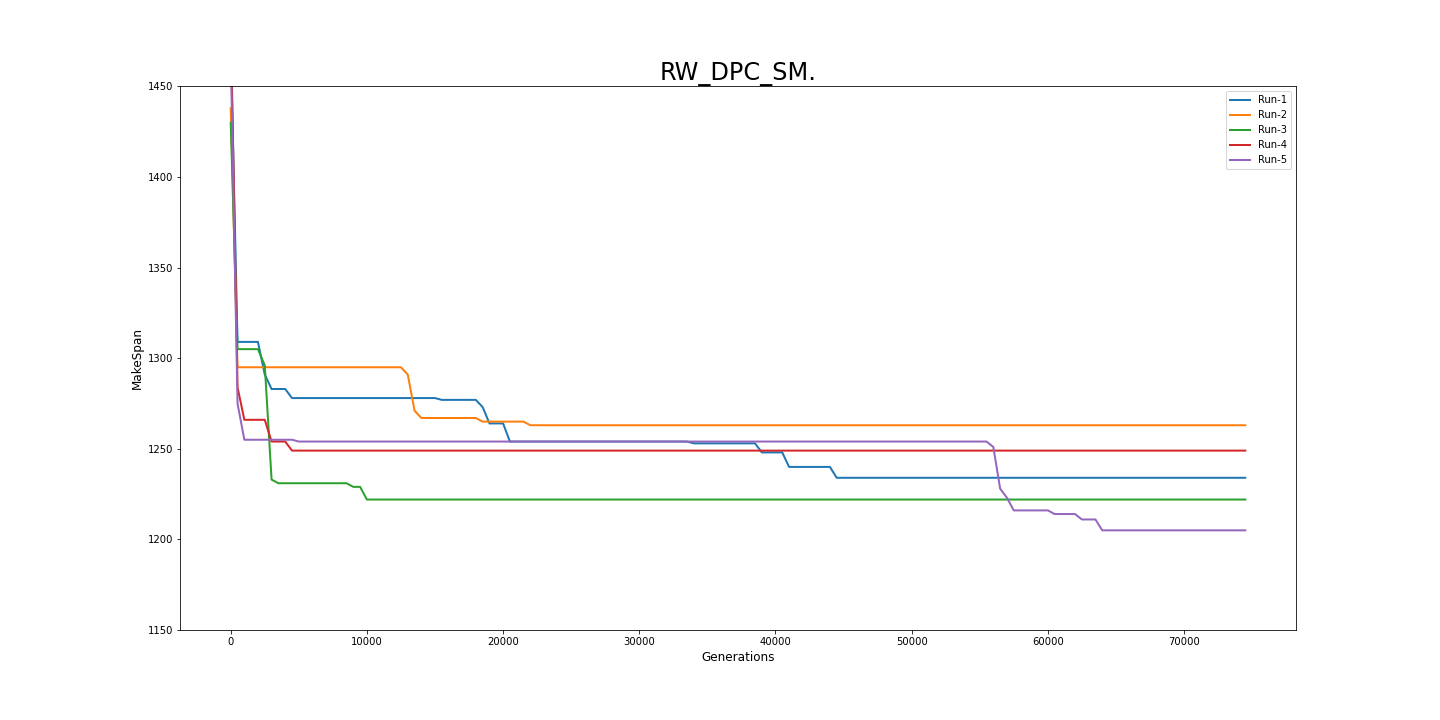 RW_DPC_SM.
1450
1400
1350
1300
1250
1200
1150
MakeSpan
Run-1
Run-2
Run-3
Run-4
Run-5
0 10000 20000 30000 40000 50000 60000 70000
Generations